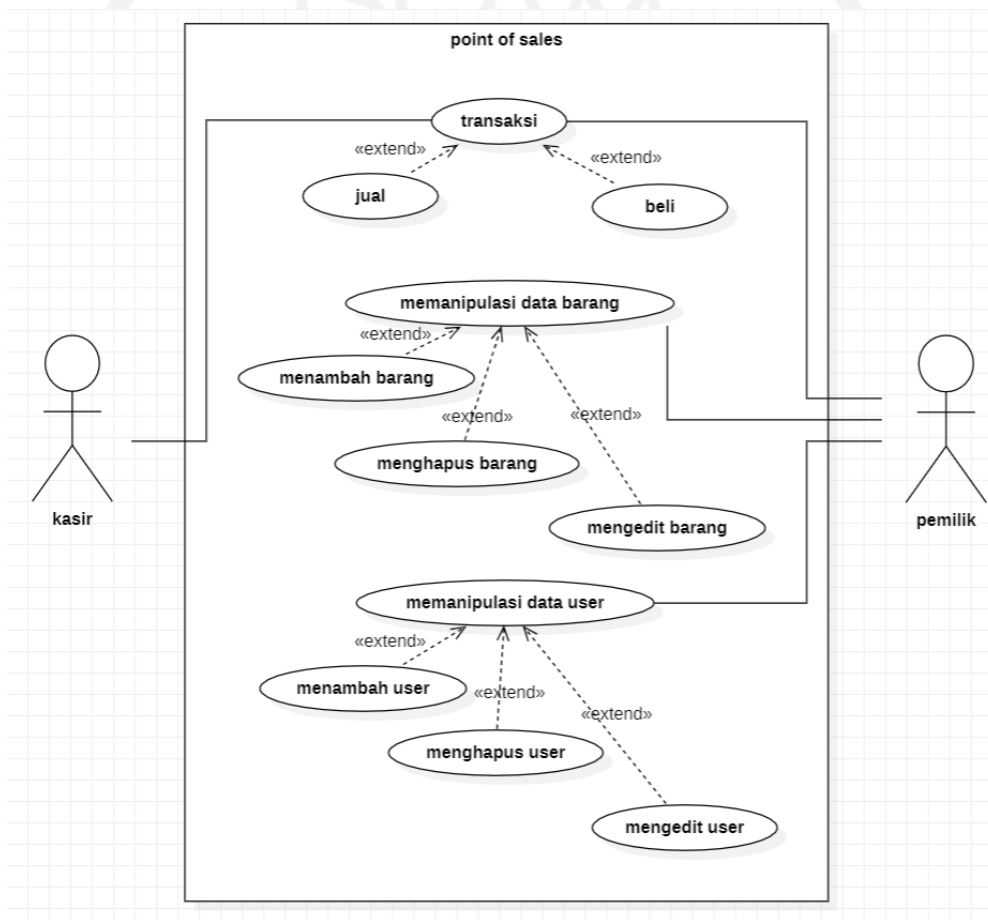 point of sales
transaksi
«extend»
«extend»
jual
beli
memanipulasi data barang
«extend»
menambah barang
«extend»
«extend»
menghapus barang
kasir
pemilik
mengedit barang
memanipulasi data user
«extend»
menambah user
«extend»
«extend»
menghapus user
mengedit user